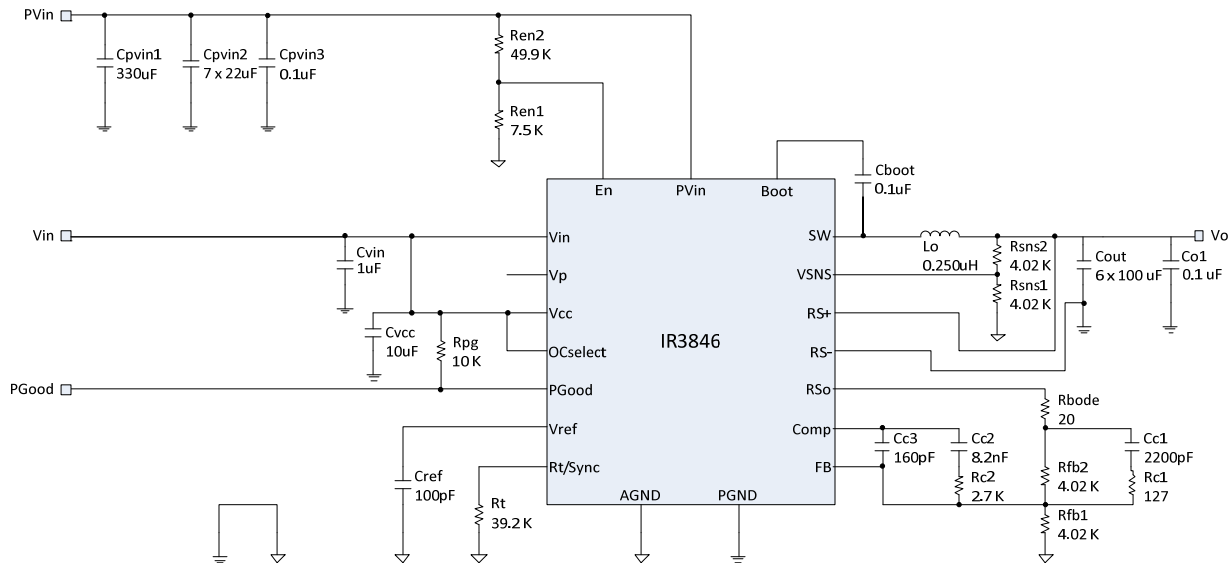 PVin
Cpvin1
330uF
Cpvin2
7 x 22uF
Cpvin3
0.1uF
Ren2
49.9 K
Ren1
7.5 K
Cboot
0.1uF
En
PVin
Boot
Vin
Cvin
1uF
Vin
Vp
Vcc
OCselect
PGood
Vref
Rt/Sync
IR3846
SW
VSNS
RS+
RS-
RSo
Comp
FB
AGND
PGND
Lo
0.250uH
Rsns2
4.02 K
Rsns1
4.02 K
Cout
6 x 100 uF
Co1
0.1 uF
Vo
Cvcc
10uF
Rpg
10 K
PGood
Rbode
20
Cc3
160pF
Cc2
8.2nF
Rc2
2.7 K
Rfb2
4.02 K
Cc1
2200pF
Rc1
127
Rfb1
4.02 K
Cref
100pF
Rt
39.2 K